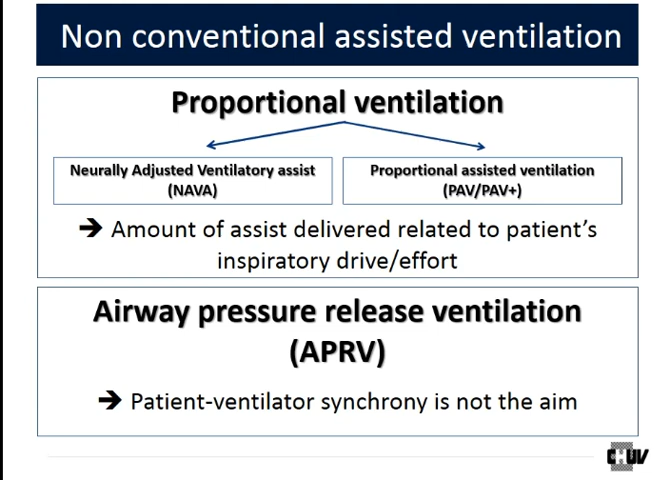 Non conventional assisted ventilation
Proportional ventilation
Neurally Adjusted Ventilatory assist
(NAVA)
Proportional assisted ventilation
(PAV/PAV+)
➔ Amount of assist delivered related to patient’s
inspiratory drive/effort
Airway pressure release ventilation
(APRV)
➔ Patient-ventilator synchrony is not the aim
CHUV